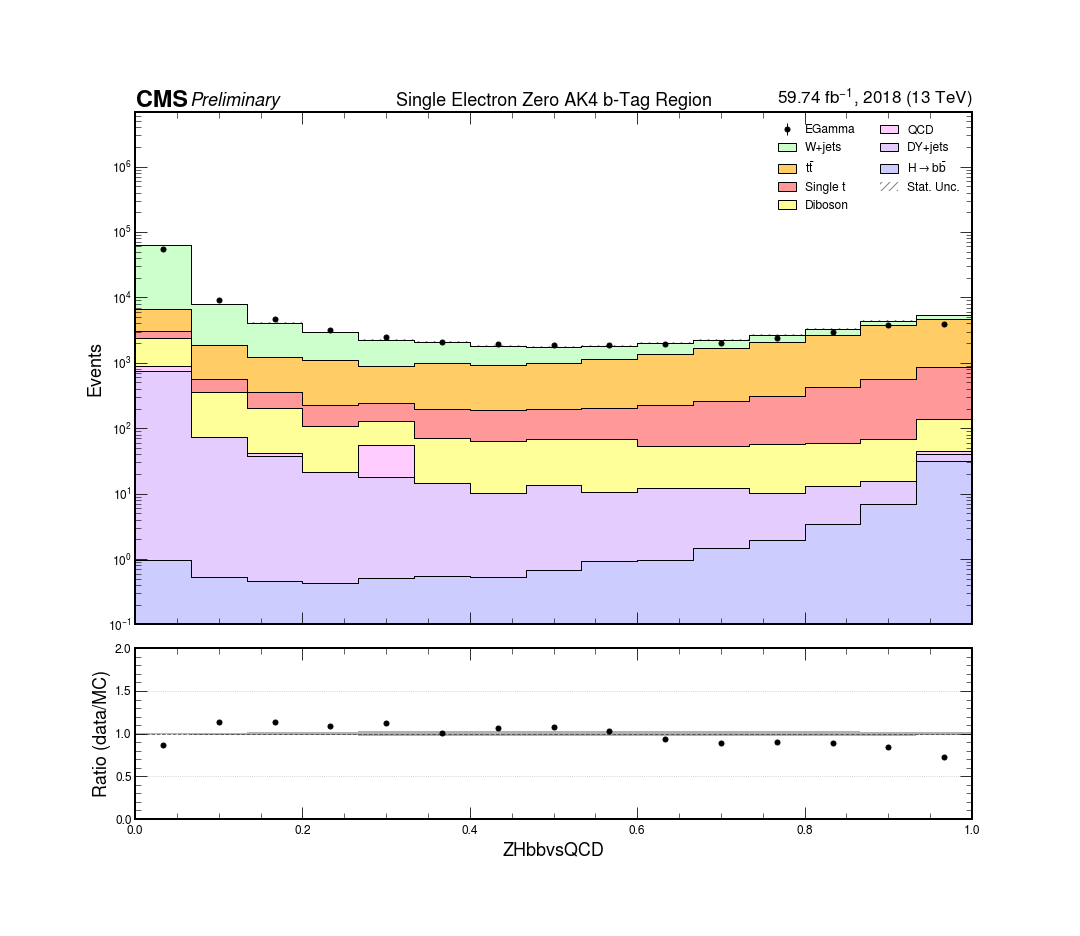 CMS Preliminary Single Electron Zero AK4 b-Tag Region 59.74 fb⁻¹, 2018 (13 TeV)
EGamma QCD
W+jets DY+jets
tt̄ H→bb̄
Single t Stat. Unc.
Diboson
10⁶
10⁵
10⁴
10³
10²
10¹
10⁰
10⁻¹
Events
2.0
1.5
1.0
0.5
0.0
Ratio (data/MC)
0.0 0.2 0.4 0.6 0.8 1.0
ZHbbvsQCD